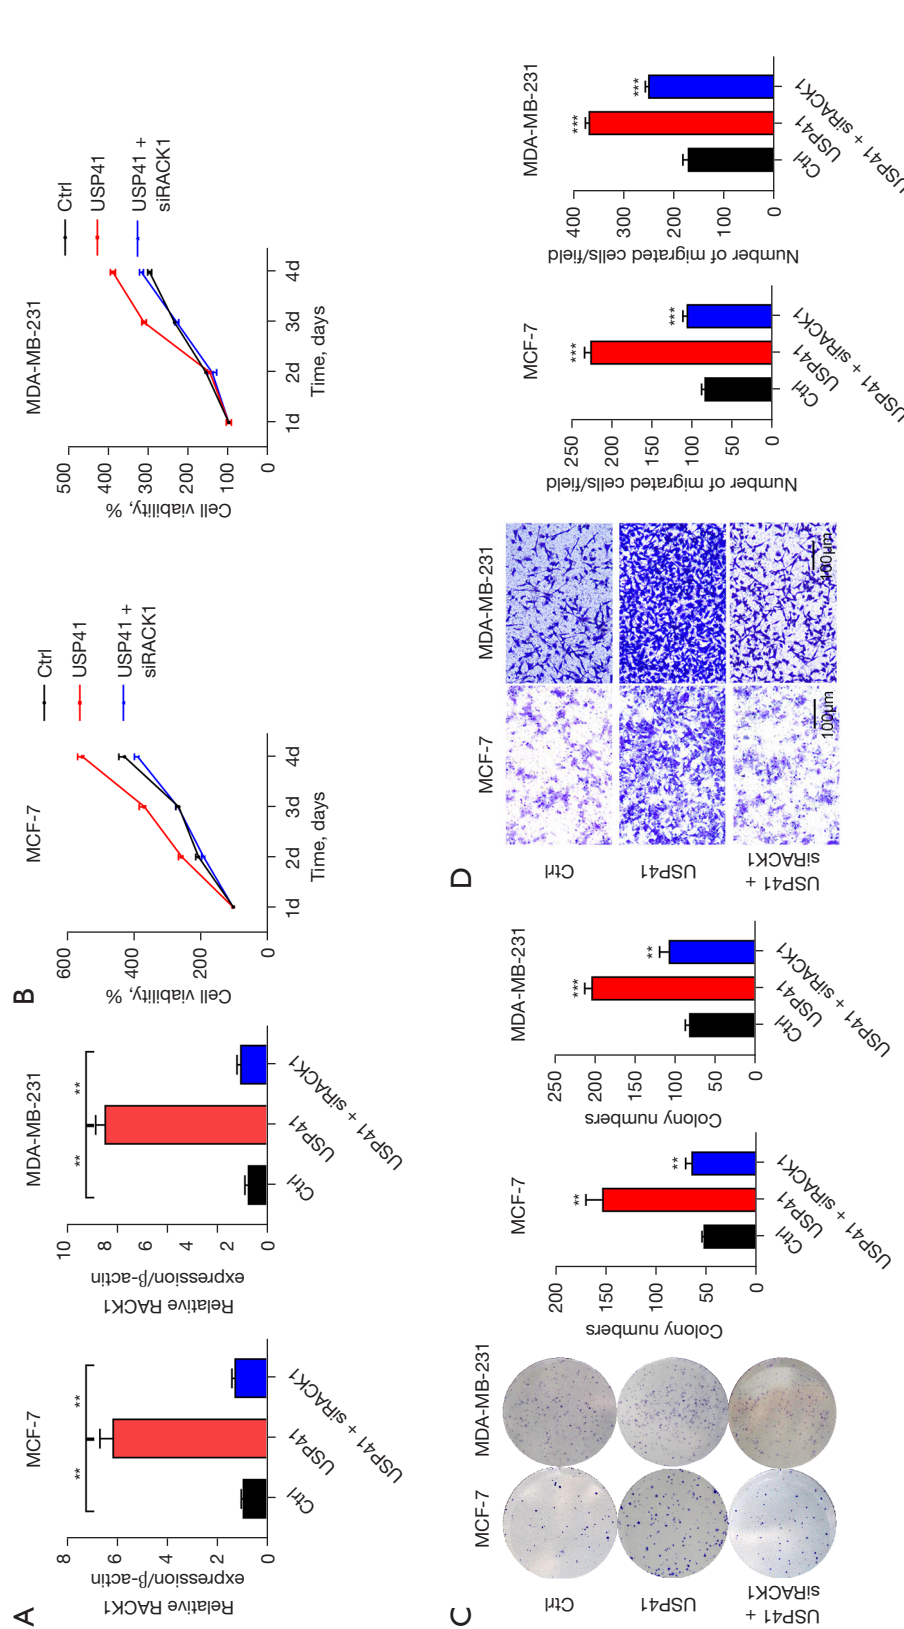 A
MCF-7
Relative RACK1
expression/β-actin
8
6
4
2
0
**
**
Ctrl
USP41
USP41 + siRACK1
MDA-MB-231
Relative RACK1
expression/β-actin
10
8
6
4
2
0
**
**
Ctrl
USP41
USP41 + siRACK1
B
MCF-7
Cell viability, %
600
400
200
0
1d
2d
3d
4d
Time, days
Ctrl
USP41
USP41 +
siRACK1
MDA-MB-231
Cell viability, %
500
400
300
200
100
0
1d
2d
3d
4d
Time, days
Ctrl
USP41
USP41 +
siRACK1
C
MCF-7
MDA-MB-231
Ctrl
USP41
USP41 +
siRACK1
MCF-7
Colony numbers
200
150
100
50
0
**
**
Ctrl
USP41
USP41 + siRACK1
MDA-MB-231
Colony numbers
250
200
150
100
50
0
***
**
Ctrl
USP41
USP41 + siRACK1
D
MCF-7
MDA-MB-231
Ctrl
USP41
USP41 +
siRACK1
100μm
100μm
MCF-7
Number of migrated cells/field
250
200
150
100
50
0
***
***
Ctrl
USP41
USP41 + siRACK1
MDA-MB-231
Number of migrated cells/field
400
300
200
100
0
***
***
Ctrl
USP41
USP41 + siRACK1